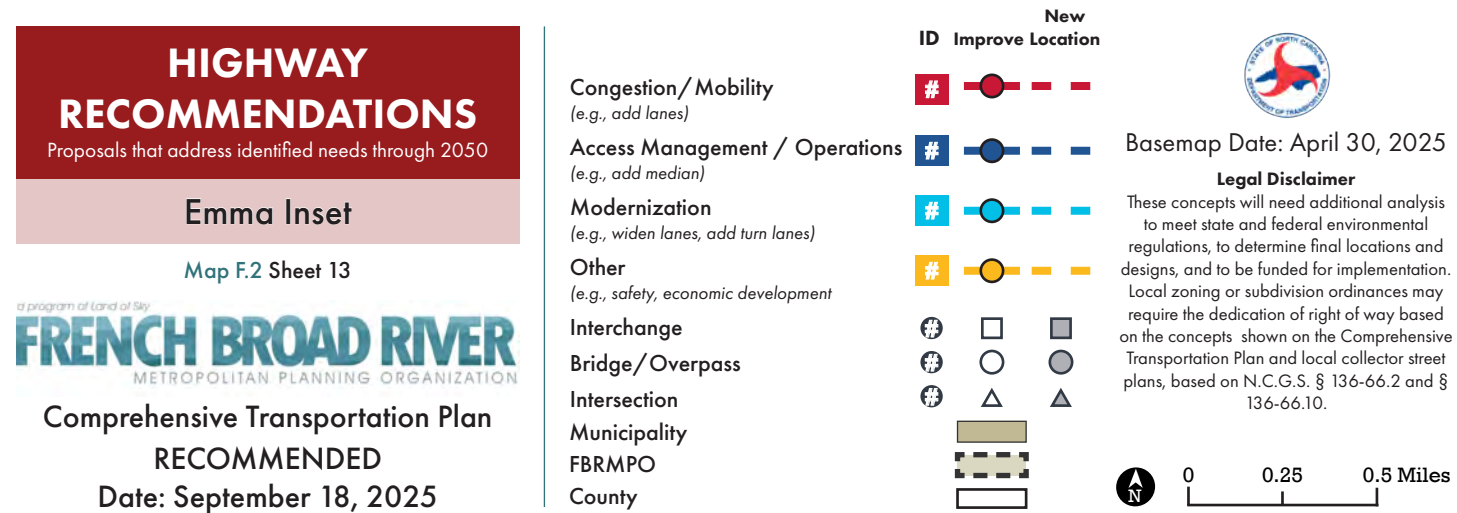 HIGHWAY
RECOMMENDATIONS
Proposals that address identified needs through 2050
Emma Inset
Map F.2 Sheet 13
a program of Land of Sky
FRENCH BROAD RIVER
METROPOLITAN PLANNING ORGANIZATION
Comprehensive Transportation Plan
RECOMMENDED
Date: September 18, 2025
New
ID Improve Location
Congestion/Mobility #
(e.g., add lanes)
Access Management / Operations #
(e.g., add median)
Modernization #
(e.g., widen lanes, add turn lanes)
Other #
(e.g., safety, economic development
Interchange #
Bridge/Overpass #
Intersection #
Municipality
FBRMPO
County
STATE OF NORTH CAROLINA
DEPARTMENT OF TRANSPORTATION
Basemap Date: April 30, 2025
Legal Disclaimer
These concepts will need additional analysis
to meet state and federal environmental
regulations, to determine final locations and
designs, and to be funded for implementation.
Local zoning or subdivision ordinances may
require the dedication of right of way based
on the concepts shown on the Comprehensive
Transportation Plan and local collector street
plans, based on N.C.G.S. § 136-66.2 and §
136-66.10.
N
0 0.25 0.5 Miles